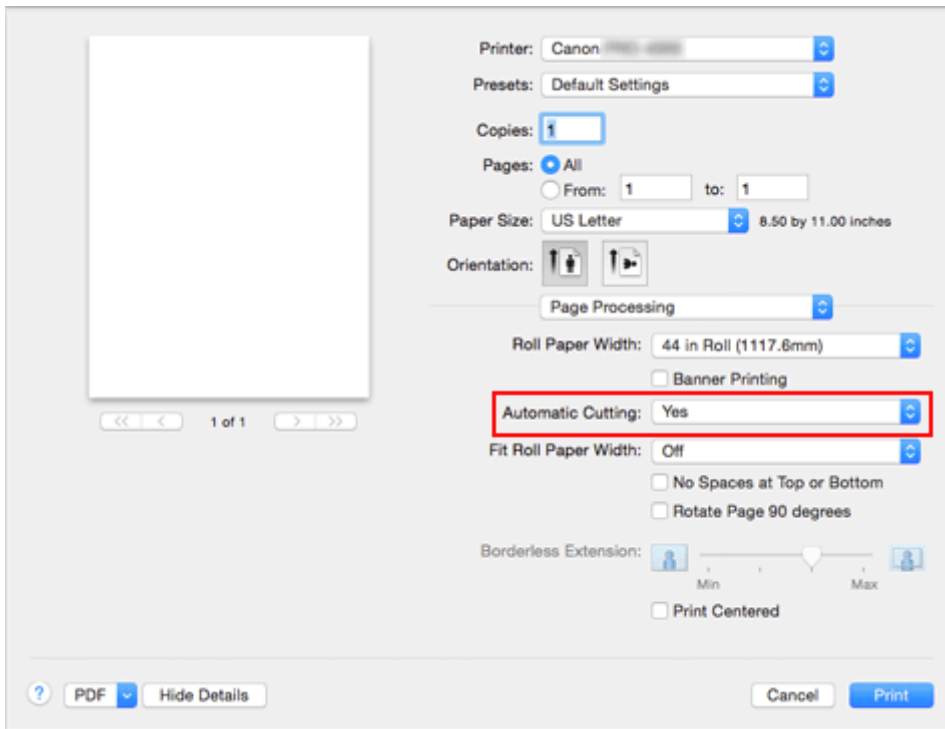 Printer: Canon
Presets: Default Settings
Copies: 1
Pages: All
From: 1 to: 1
Paper Size: US Letter 8.50 by 11.00 inches
Orientation:
Page Processing
Roll Paper Width: 44 in Roll (1117.6mm)
Banner Printing
<< < 1 of 1 > >>
Automatic Cutting: Yes
Fit Roll Paper Width: Off
No Spaces at Top or Bottom
Rotate Page 90 degrees
Borderless Extension:
Min Max
Print Centered
? PDF Hide Details Cancel Print